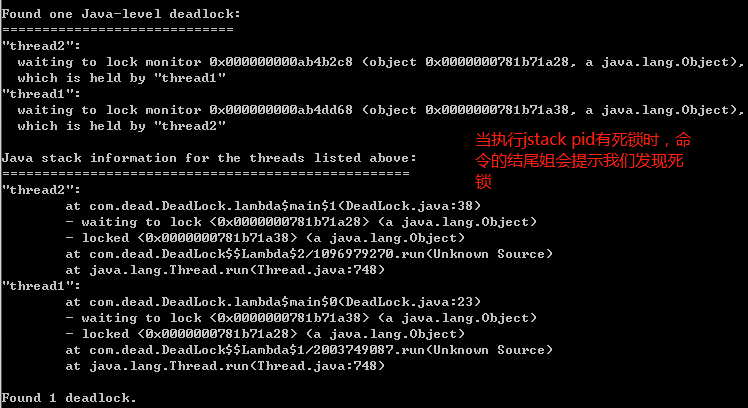 Found one Java-level deadlock:
=============================
"thread2":
  waiting to lock monitor 0x000000000ab4b2c8 (object 0x0000000781b71a28, a java.lang.Object),
  which is held by "thread1"
"thread1":
  waiting to lock monitor 0x000000000ab4dd68 (object 0x0000000781b71a38, a java.lang.Object),
  which is held by "thread2"
当执行jstack pid有死锁时，命
令的结尾姐会提示我们发现死
锁
Java stack information for the threads listed above:
===================================================
"thread2":
        at com.dead.DeadLock.lambda$main$1(DeadLock.java:38)
        - waiting to lock <0x0000000781b71a28> (a java.lang.Object)
        - locked <0x0000000781b71a38> (a java.lang.Object)
        at com.dead.DeadLock$$Lambda$2/1096979270.run(Unknown Source)
        at java.lang.Thread.run(Thread.java:748)
"thread1":
        at com.dead.DeadLock.lambda$main$0(DeadLock.java:23)
        - waiting to lock <0x0000000781b71a38> (a java.lang.Object)
        - locked <0x0000000781b71a28> (a java.lang.Object)
        at com.dead.DeadLock$$Lambda$1/2003749087.run(Unknown Source)
        at java.lang.Thread.run(Thread.java:748)
Found 1 deadlock.